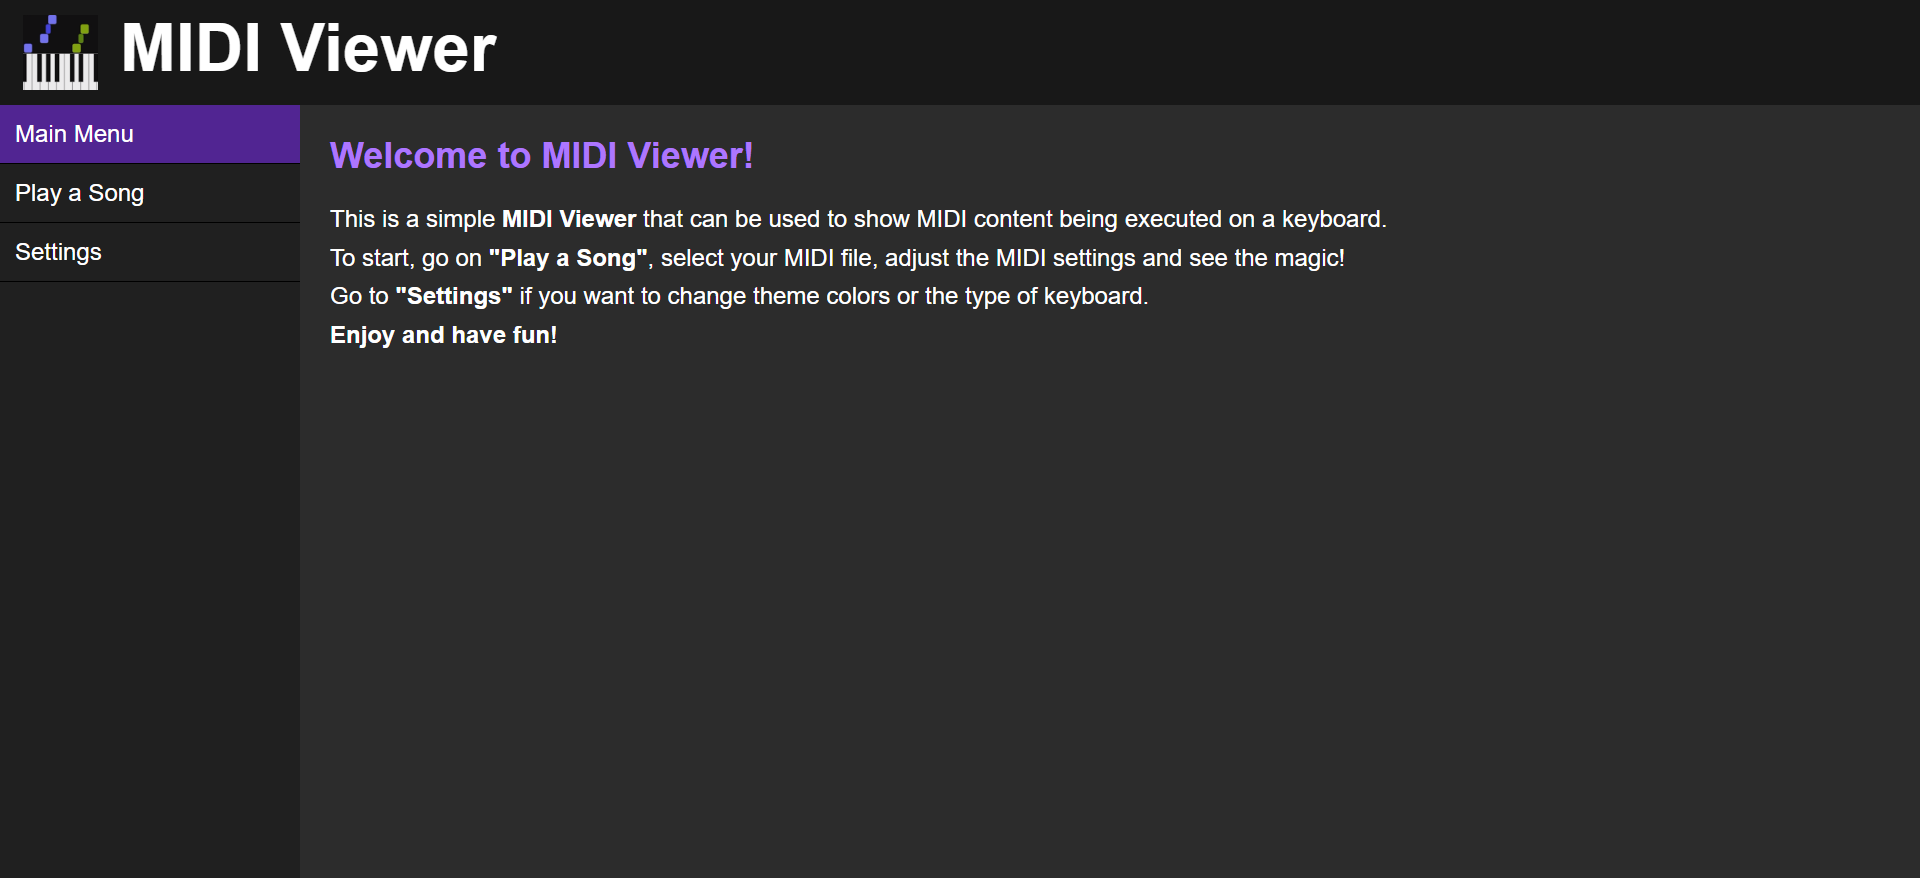 MIDI Viewer
Main Menu
Play a Song
Settings
Welcome to MIDI Viewer!
This is a simple MIDI Viewer that can be used to show MIDI content being executed on a keyboard.
To start, go on "Play a Song", select your MIDI file, adjust the MIDI settings and see the magic!
Go to "Settings" if you want to change theme colors or the type of keyboard.
Enjoy and have fun!